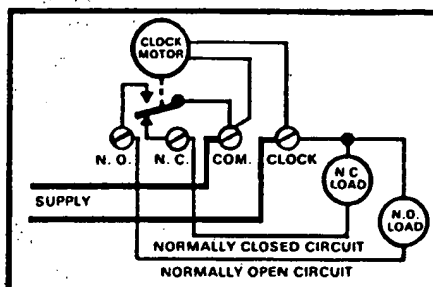 CLOCK
MOTOR
N. O. N. C. COM. CLOCK
N C
LOAD
SUPPLY
N.O.
LOAD
NORMALLY CLOSED CIRCUIT
NORMALLY OPEN CIRCUIT